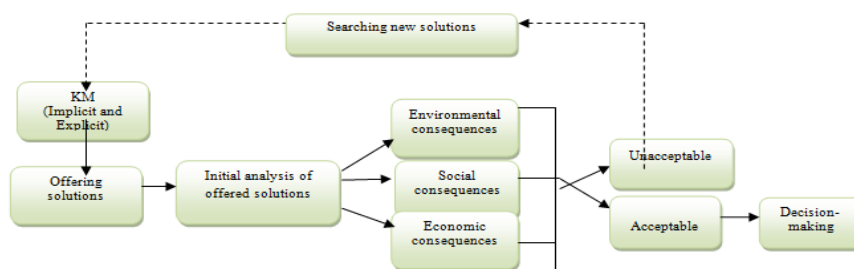 Searching new solutions
KM
(Implicit and
Explicit)
Offering
solutions
Initial analysis of
offered solutions
Environmental
consequences
Social
consequences
Economic
consequences
Unacceptable
Acceptable
Decision-
making